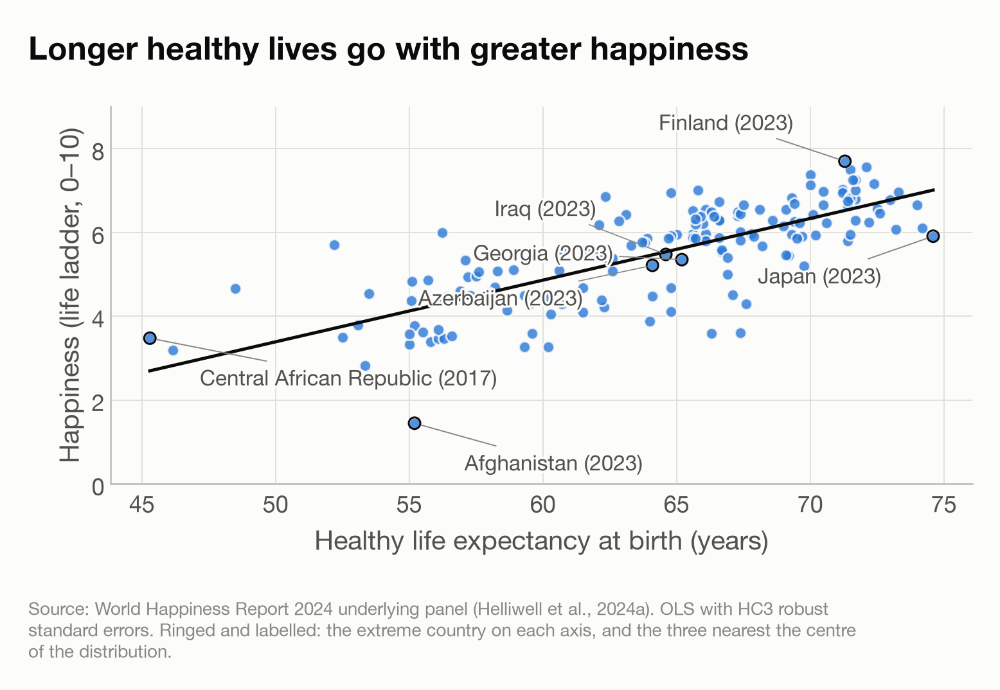 Longer healthy lives go with greater happiness
Happiness (life ladder, 0–10)
8
6
4
2
0
Finland (2023)
Iraq (2023)
Georgia (2023)
Japan (2023)
Azerbaijan (2023)
Central African Republic (2017)
Afghanistan (2023)
45 50 55 60 65 70 75
Healthy life expectancy at birth (years)
Source: World Happiness Report 2024 underlying panel (Helliwell et al., 2024a). OLS with HC3 robust
standard errors. Ringed and labelled: the extreme country on each axis, and the three nearest the centre
of the distribution.